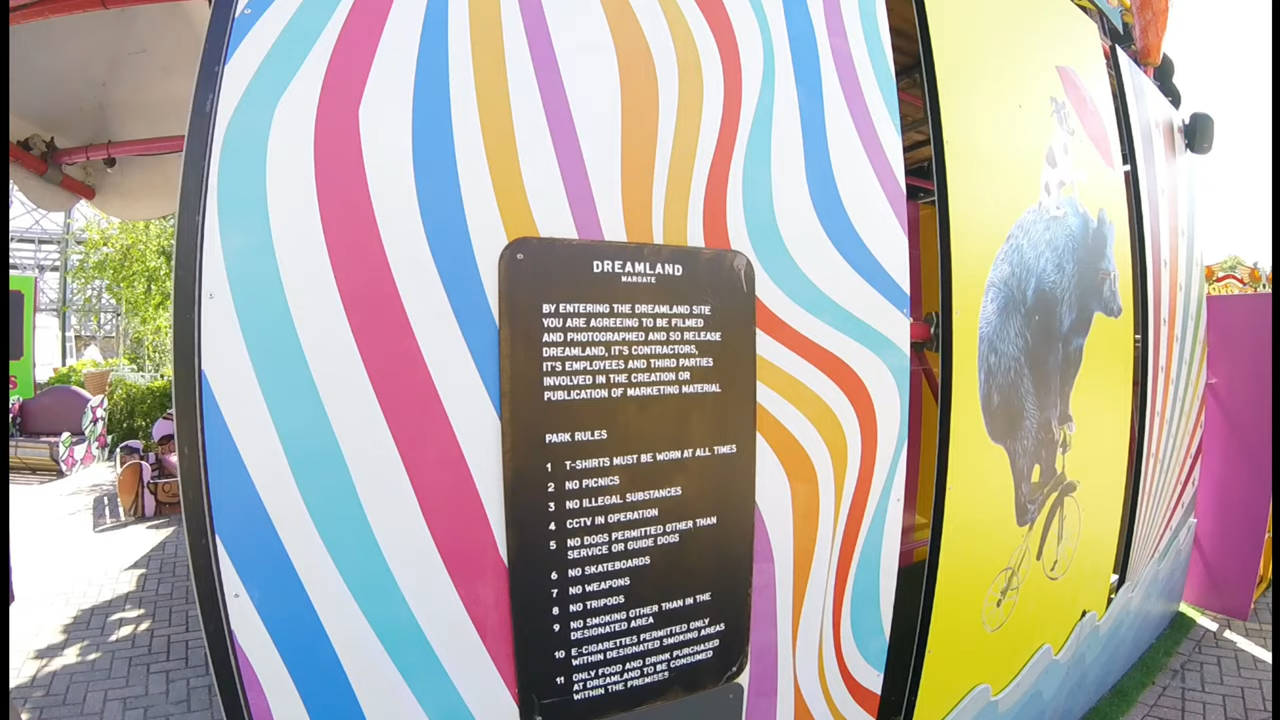 DREAMLAND
MARGATE
BY ENTERING THE DREAMLAND SITE
YOU ARE AGREEING TO BE FILMED
AND PHOTOGRAPHED AND SO RELEASE
DREAMLAND, IT'S CONTRACTORS,
IT'S EMPLOYEES AND THIRD PARTIES
INVOLVED IN THE CREATION OR
PUBLICATION OF MARKETING MATERIAL
PARK RULES
1 T-SHIRTS MUST BE WORN AT ALL TIMES
2 NO PICNICS
3 NO ILLEGAL SUBSTANCES
4 CCTV IN OPERATION
5 NO DOGS PERMITTED OTHER THAN
SERVICE OR GUIDE DOGS
6 NO SKATEBOARDS
7 NO WEAPONS
8 NO TRIPODS
9 NO SMOKING OTHER THAN IN THE
DESIGNATED AREA
10 E-CIGARETTES PERMITTED ONLY
WITHIN DESIGNATED SMOKING AREAS
11 ONLY FOOD AND DRINK PURCHASED
AT DREAMLAND TO BE CONSUMED
WITHIN THE PREMISES